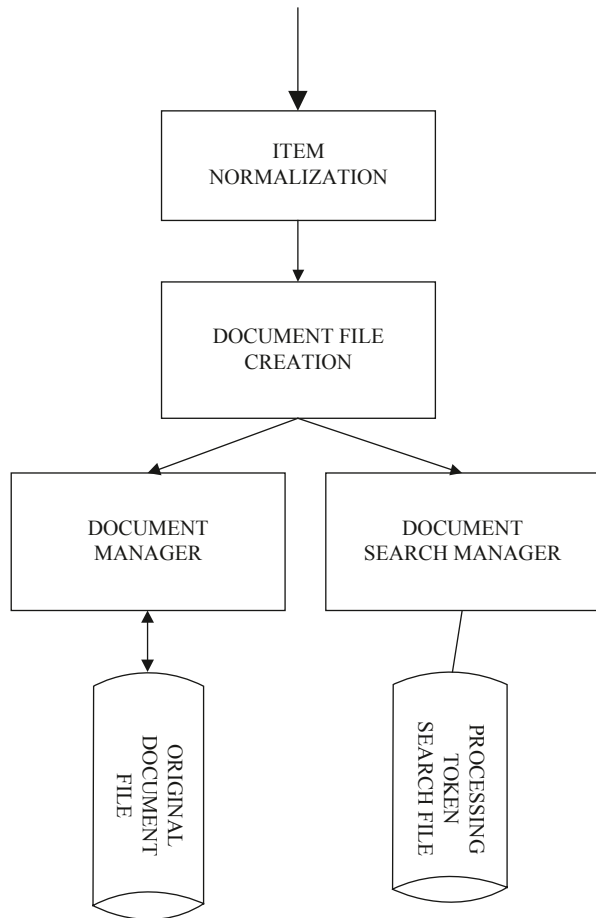 ITEM
NORMALIZATION
DOCUMENT FILE
CREATION
DOCUMENT
MANAGER
DOCUMENT
SEARCH MANAGER
ORIGINAL
DOCUMENT
FILE
PROCESSING
TOKEN
SEARCH FILE